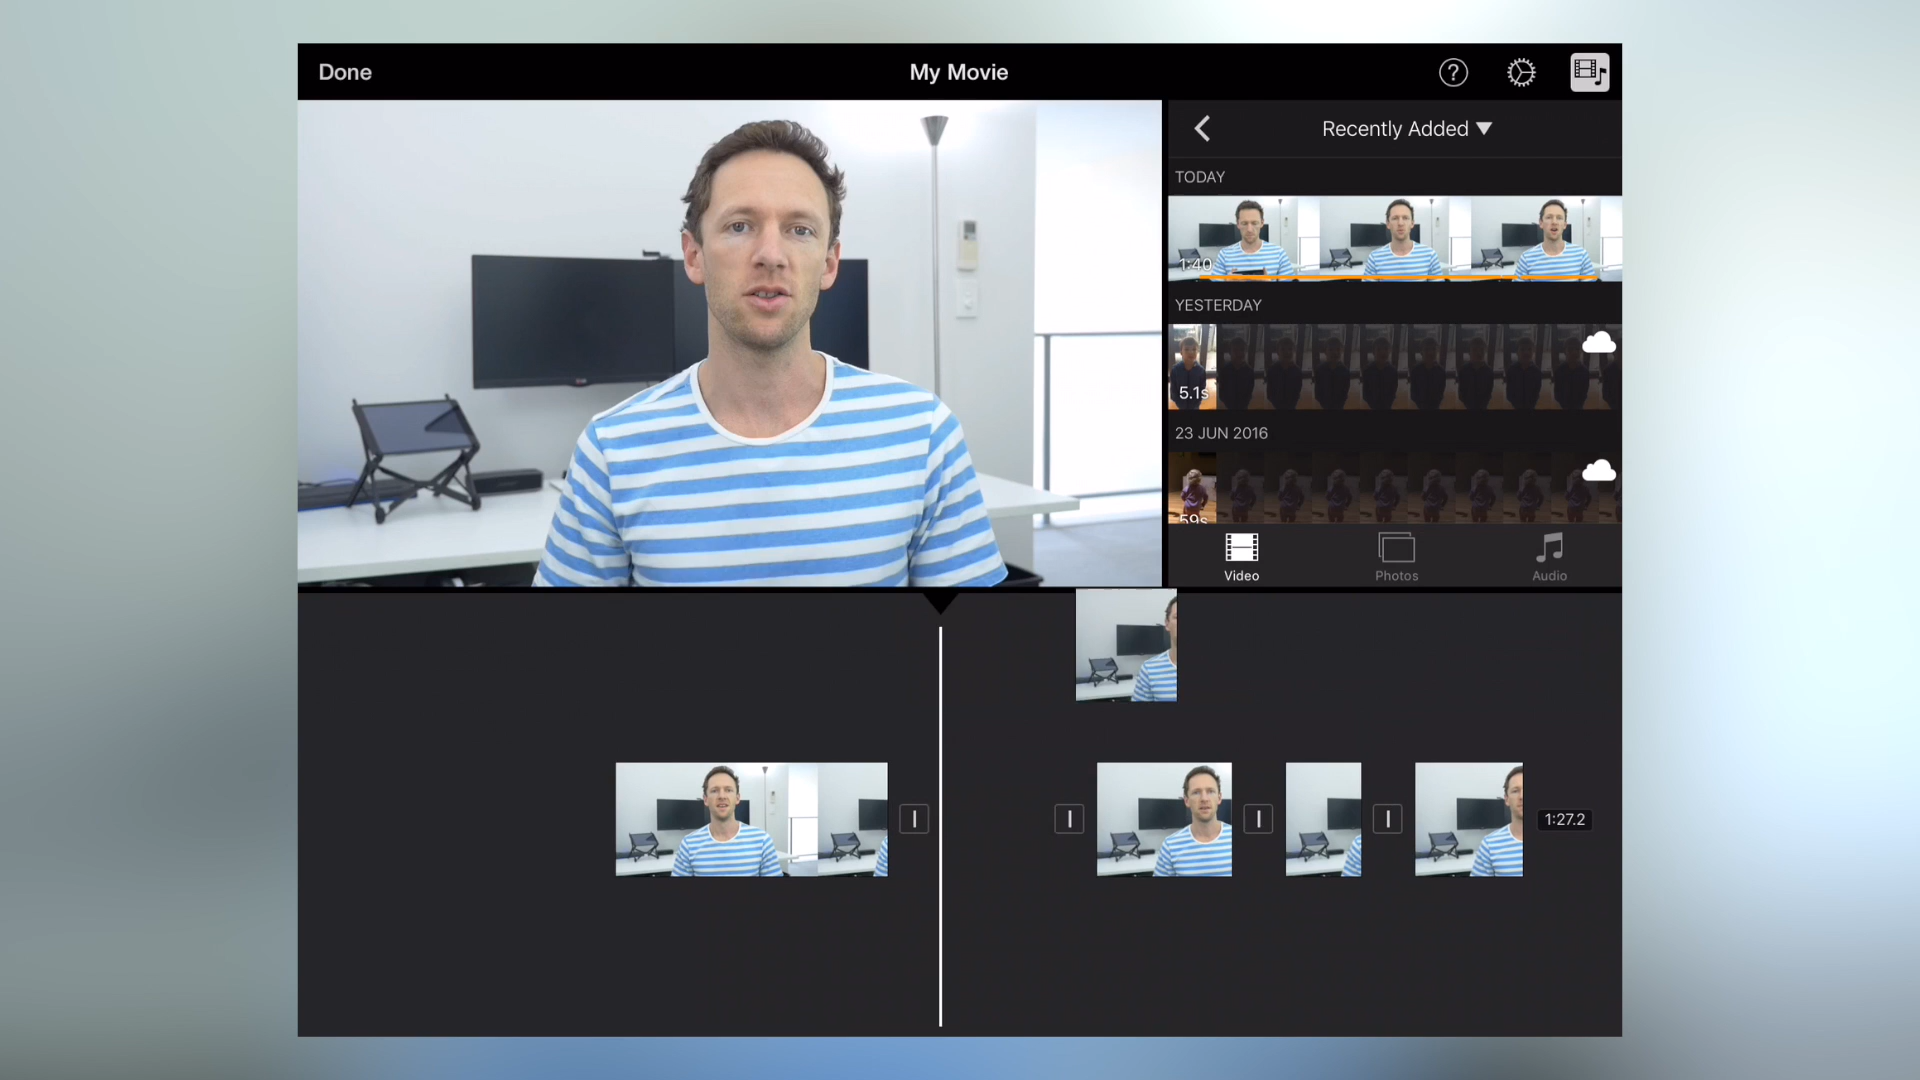 Done
My Movie
?
Recently Added
TODAY
1:40
YESTERDAY
5.1s
23 JUN 2016
59s
Video
Photos
Audio
1:27.2